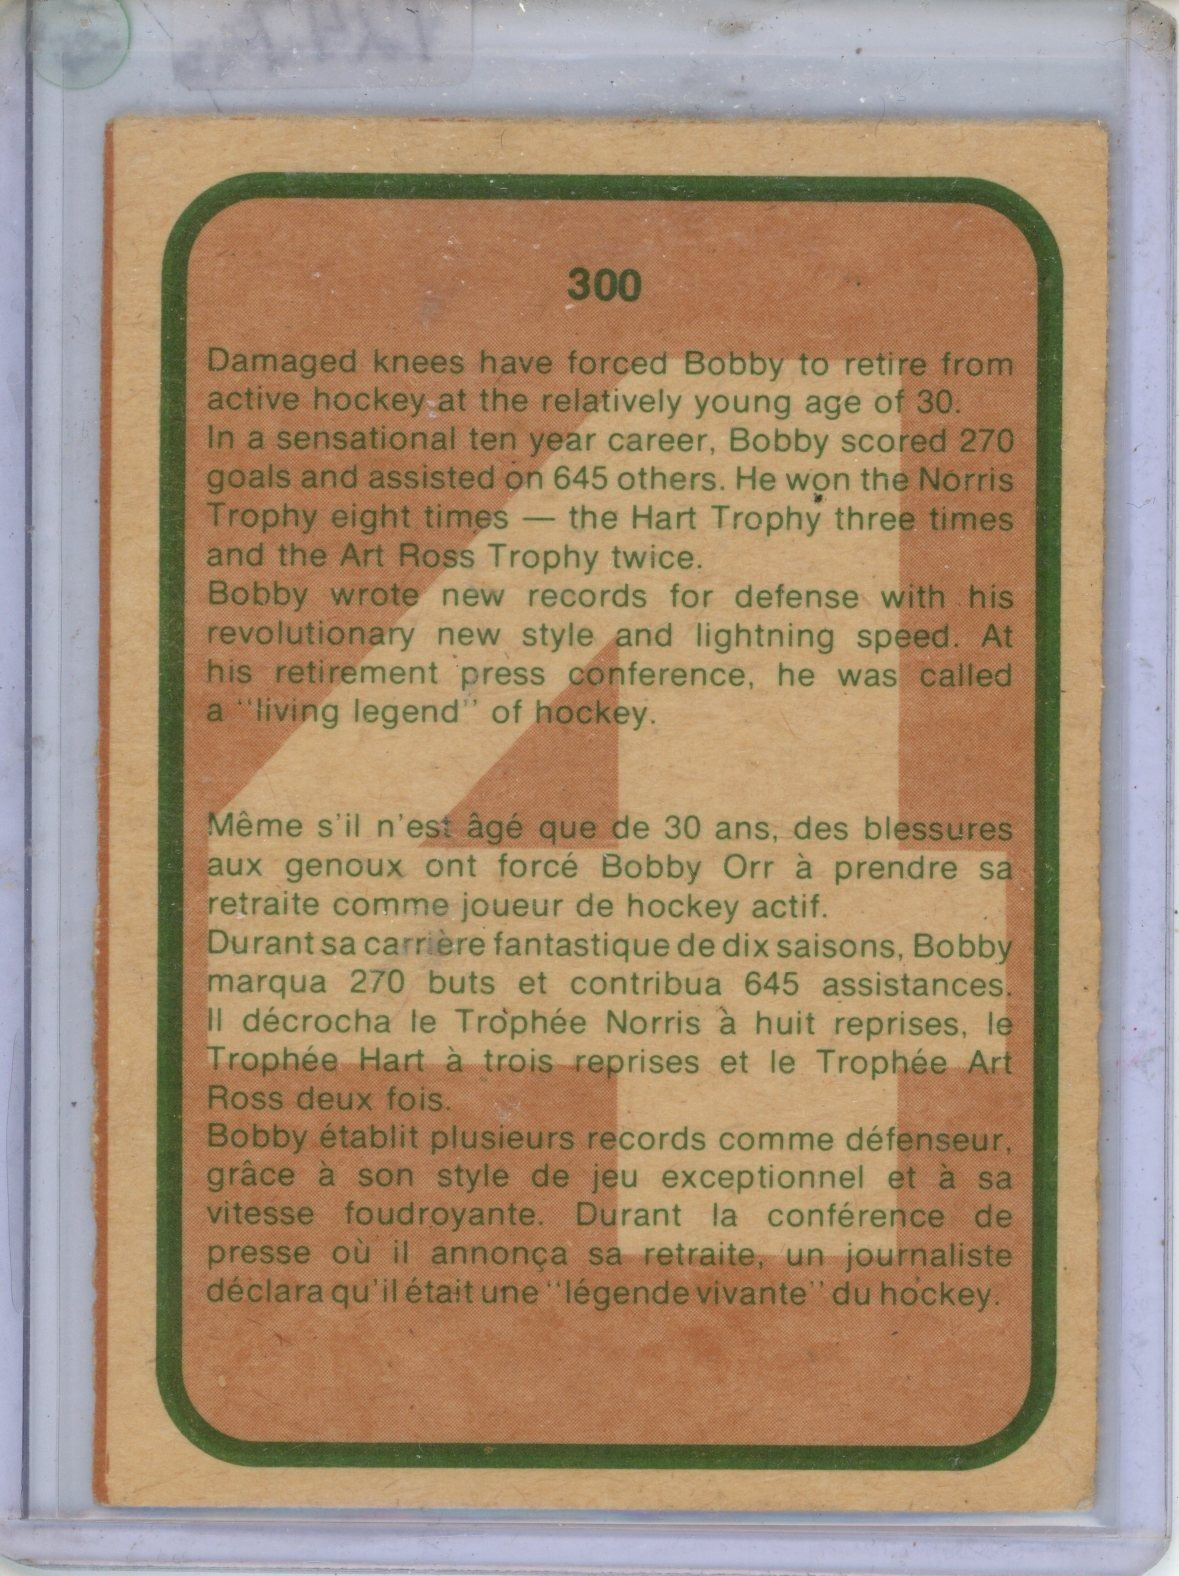 300
Damaged knees have forced Bobby to retire from
active hockey at the relatively young age of 30.
In a sensational ten year career, Bobby scored 270
goals and assisted on 645 others. He won the Norris
Trophy eight times — the Hart Trophy three times
and the Art Ross Trophy twice.
Bobby wrote new records for defense with his
revolutionary new style and lightning speed. At
his retirement press conference, he was called
a "living legend" of hockey.
Même s'il n'est âgé que de 30 ans, des blessures
aux genoux ont forcé Bobby Orr à prendre sa
retraite comme joueur de hockey actif.
Durant sa carrière fantastique de dix saisons, Bobby
marqua 270 buts et contribua 645 assistances.
Il décrocha le Trophée Norris à huit reprises, le
Trophée Hart à trois reprises et le Trophée Art
Ross deux fois.
Bobby établit plusieurs records comme défenseur,
grâce à son style de jeu exceptionnel et à sa
vitesse foudroyante. Durant la conférence de
presse où il annonça sa retraite, un journaliste
déclara qu'il était une "légende vivante" du hockey.
4